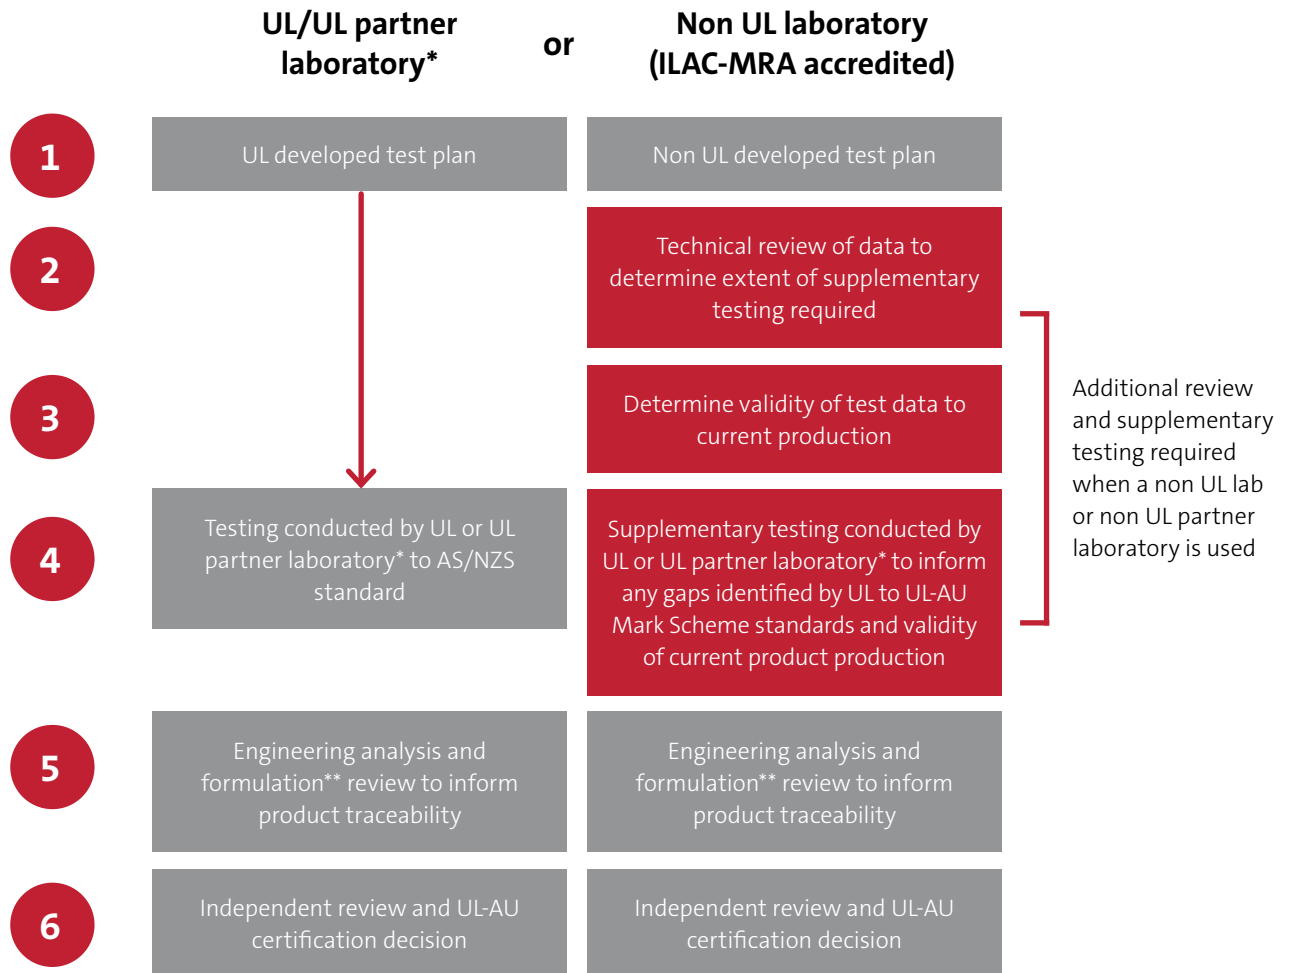 UL/UL partner
laboratory*
or
Non UL laboratory
(ILAC-MRA accredited)
1
UL developed test plan
Non UL developed test plan
2
Technical review of data to
determine extent of supplementary
testing required
3
Determine validity of test data to
current production
Additional review
and supplementary
testing required
when a non UL lab
or non UL partner
laboratory is used
4
Testing conducted by UL or UL
partner laboratory* to AS/NZS
standard
Supplementary testing conducted by
UL or UL partner laboratory* to inform
any gaps identified by UL to UL-AU
Mark Scheme standards and validity
of current product production
5
Engineering analysis and
formulation** review to inform
product traceability
Engineering analysis and
formulation** review to inform
product traceability
6
Independent review and UL-AU
certification decision
Independent review and UL-AU
certification decision